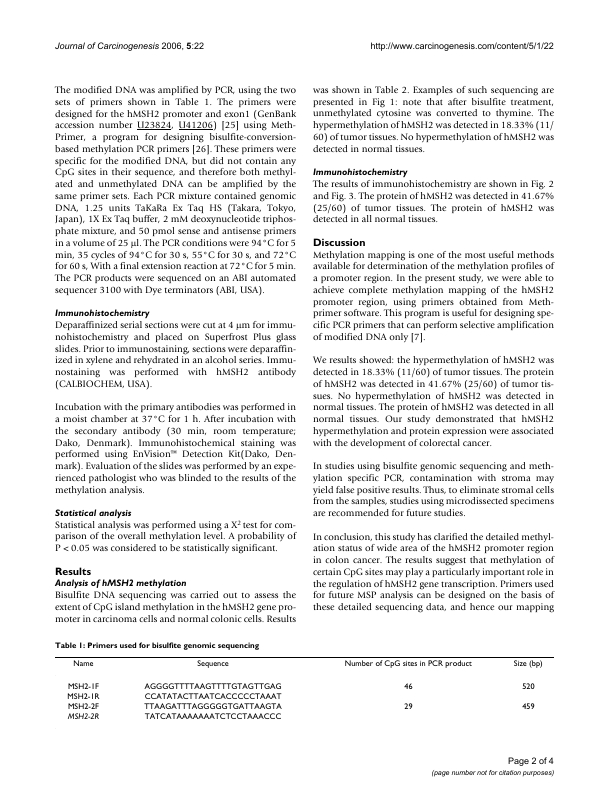 Journal of Carcinogenesis 2006, 5:22
http://www.carcinogenesis.com/content/5/1/22
The modified DNA was amplified by PCR, using the two
sets of primers shown in Table 1. The primers were
designed for the hMSH2 promoter and exon1 (GenBank
accession number U23824, U41206) [25] using Meth-
Primer, a program for designing bisulfite-conversion-
based methylation PCR primers [26]. These primers were
specific for the modified DNA, but did not contain any
CpG sites in their sequence, and therefore both methyl-
ated and unmethylated DNA can be amplified by the
same primer sets. Each PCR mixture contained genomic
DNA, 1.25 units TaKaRa Ex Taq HS (Takara, Tokyo,
Japan), 1X Ex Taq buffer, 2 mM deoxynucleotide triphos-
phate mixture, and 50 pmol sense and antisense primers
in a volume of 25 μl. The PCR conditions were 94°C for 5
min, 35 cycles of 94°C for 30 s, 55°C for 30 s, and 72°C
for 60 s, With a final extension reaction at 72°C for 5 min.
The PCR products were sequenced on an ABI automated
sequencer 3100 with Dye terminators (ABI, USA).
Immunohistochemistry
Deparaffinized serial sections were cut at 4 μm for immu-
nohistochemistry and placed on Superfrost Plus glass
slides. Prior to immunostaining, sections were deparaffin-
ized in xylene and rehydrated in an alcohol series. Immu-
nostaining was performed with hMSH2 antibody
(CALBIOCHEM, USA).
Incubation with the primary antibodies was performed in
a moist chamber at 37°C for 1 h. After incubation with
the secondary antibody (30 min, room temperature;
Dako, Denmark). Immunohistochemical staining was
performed using EnVision™ Detection Kit(Dako, Den-
mark). Evaluation of the slides was performed by an expe-
rienced pathologist who was blinded to the results of the
methylation analysis.
Statistical analysis
Statistical analysis was performed using a X² test for com-
parison of the overall methylation level. A probability of
P < 0.05 was considered to be statistically significant.
Results
Analysis of hMSH2 methylation
Bisulfite DNA sequencing was carried out to assess the
extent of CpG island methylation in the hMSH2 gene pro-
moter in carcinoma cells and normal colonic cells. Results
was shown in Table 2. Examples of such sequencing are
presented in Fig 1: note that after bisulfite treatment,
unmethylated cytosine was converted to thymine. The
hypermethylation of hMSH2 was detected in 18.33% (11/
60) of tumor tissues. No hypermethylation of hMSH2 was
detected in normal tissues.
Immunohistochemistry
The results of immunohistochemistry are shown in Fig. 2
and Fig. 3. The protein of hMSH2 was detected in 41.67%
(25/60) of tumor tissues. The protein of hMSH2 was
detected in all normal tissues.
Discussion
Methylation mapping is one of the most useful methods
available for determination of the methylation profiles of
a promoter region. In the present study, we were able to
achieve complete methylation mapping of the hMSH2
promoter region, using primers obtained from Meth-
primer software. This program is useful for designing spe-
cific PCR primers that can perform selective amplification
of modified DNA only [7].
We results showed: the hypermethylation of hMSH2 was
detected in 18.33% (11/60) of tumor tissues. The protein
of hMSH2 was detected in 41.67% (25/60) of tumor tis-
sues. No hypermethylation of hMSH2 was detected in
normal tissues. The protein of hMSH2 was detected in all
normal tissues. Our study demonstrated that hMSH2
hypermethylation and protein expression were associated
with the development of colorectal cancer.
In studies using bisulfite genomic sequencing and meth-
ylation specific PCR, contamination with stroma may
yield false positive results. Thus, to eliminate stromal cells
from the samples, studies using microdissected specimens
are recommended for future studies.
In conclusion, this study has clarified the detailed methyl-
ation status of wide area of the hMSH2 promoter region
in colon cancer. The results suggest that methylation of
certain CpG sites may play a particularly important role in
the regulation of hMSH2 gene transcription. Primers used
for future MSP analysis can be designed on the basis of
these detailed sequencing data, and hence our mapping
Table 1: Primers used for bisulfite genomic sequencing
Name Sequence Number of CpG sites in PCR product Size (bp)
MSH2-1F AGGGGTTTTAAGTTTTGTAGTTGAG 46 520
MSH2-1R CCATATACTTAATCACCCCCTAAAT
MSH2-2F TTAAGATTTAGGGGGTGATTAAGTA 29 459
MSH2-2R TATCATAAAAAAATCTCCTAAACCC
Page 2 of 4
(page number not for citation purposes)